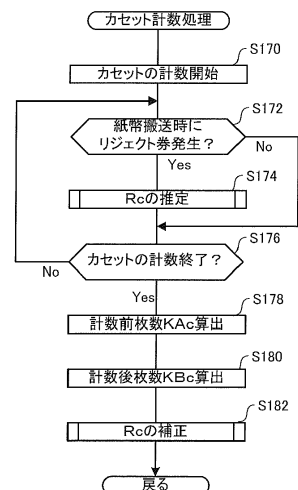 カセット計数処理
S170
カセットの計数開始
S172
紙幣搬送時に
リジェクト券発生？
No
Yes
S174
Rcの推定
S176
カセットの計数終了？
No
Yes
S178
計数前枚数KAc算出
S180
計数後枚数KBc算出
S182
Rcの補正
戻る